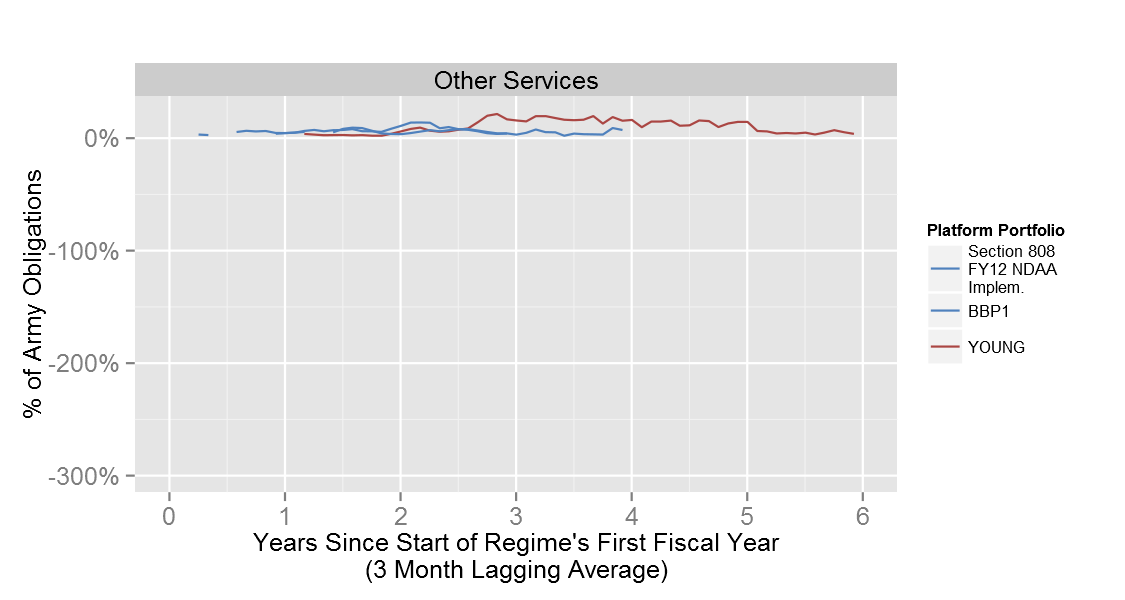 Other Services
0%
-100%
-200%
-300%
% of Army Obligations
0 1 2 3 4 5 6
Years Since Start of Regime's First Fiscal Year
(3 Month Lagging Average)
Platform Portfolio
Section 808
FY12 NDAA
Implem.
BBP1
YOUNG